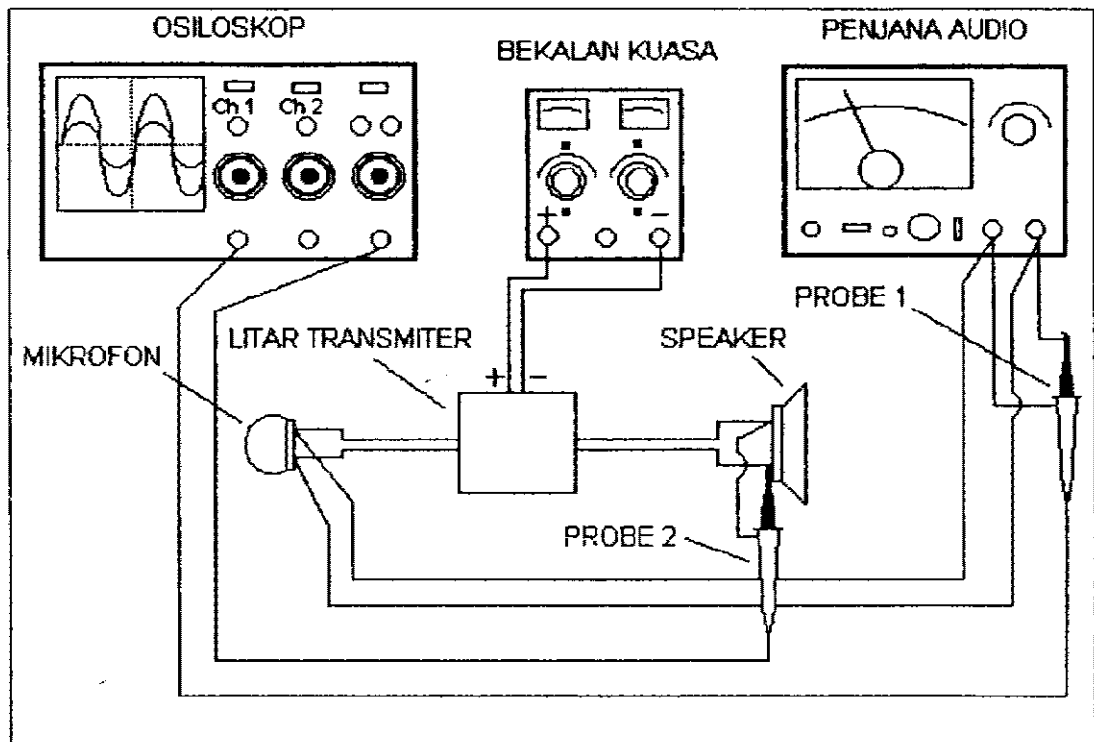 OSILOSKOP
BEKALAN KUASA
PENJANA AUDIO
Ch 1 Ch 2
+ -
PROBE 1
LITAR TRANSMITER
SPEAKER
MIKROFON
+ -
PROBE 2